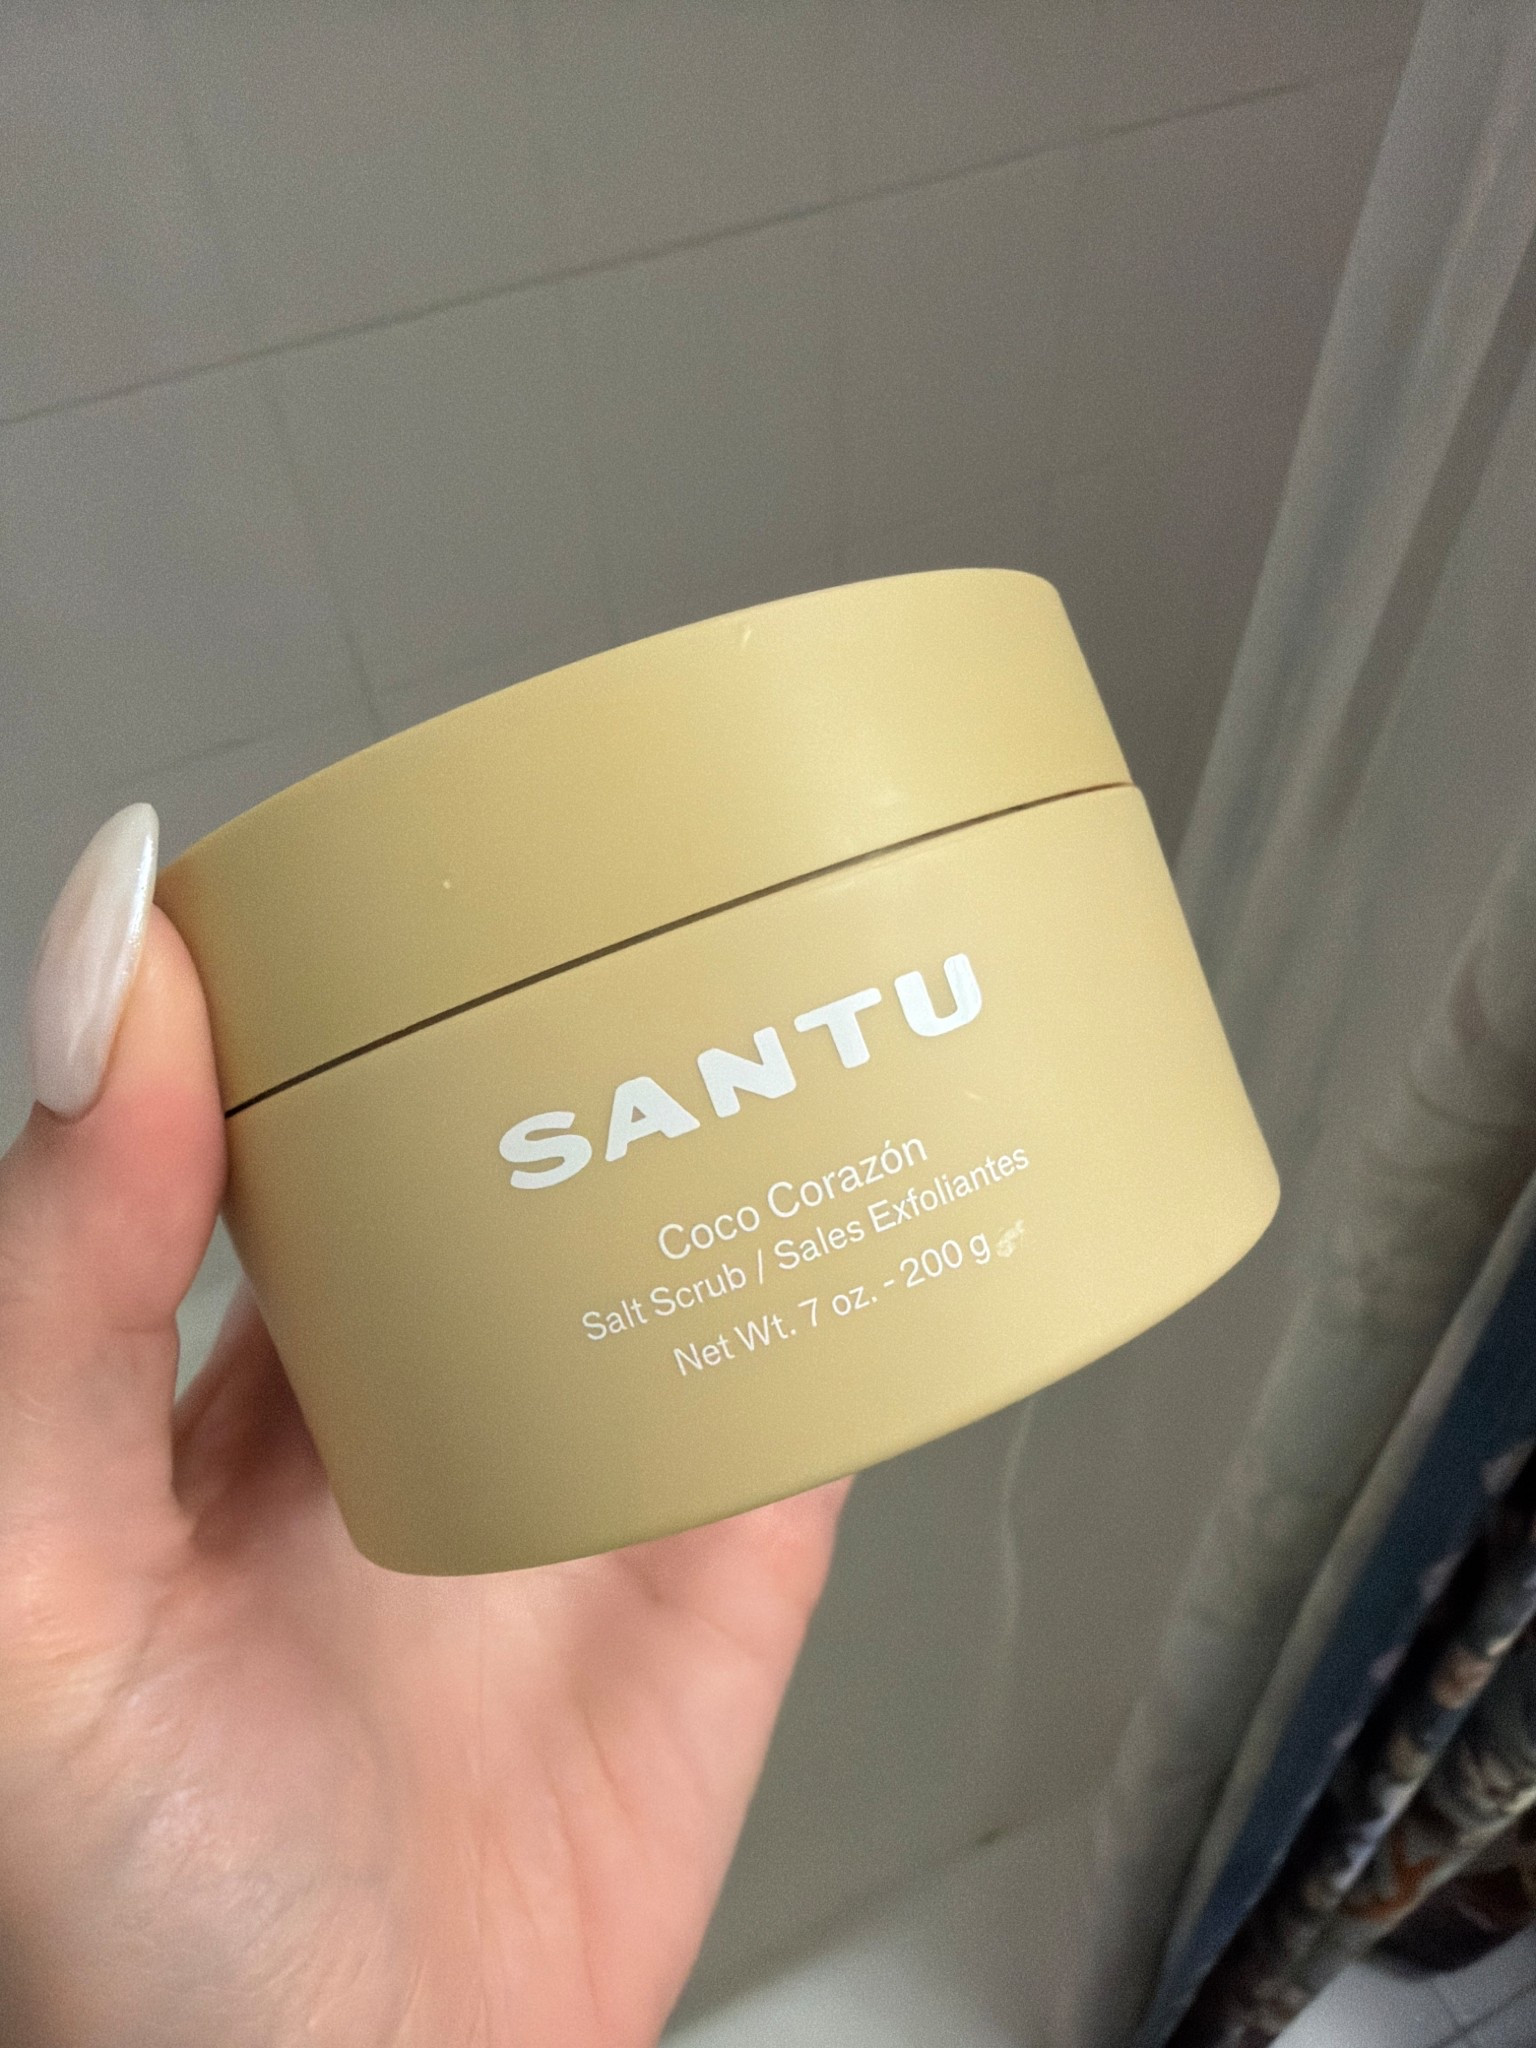 SANTU
Coco Corazón
Salt Scrub / Sales Exfoliantes
Net Wt. 7 oz. - 200 g